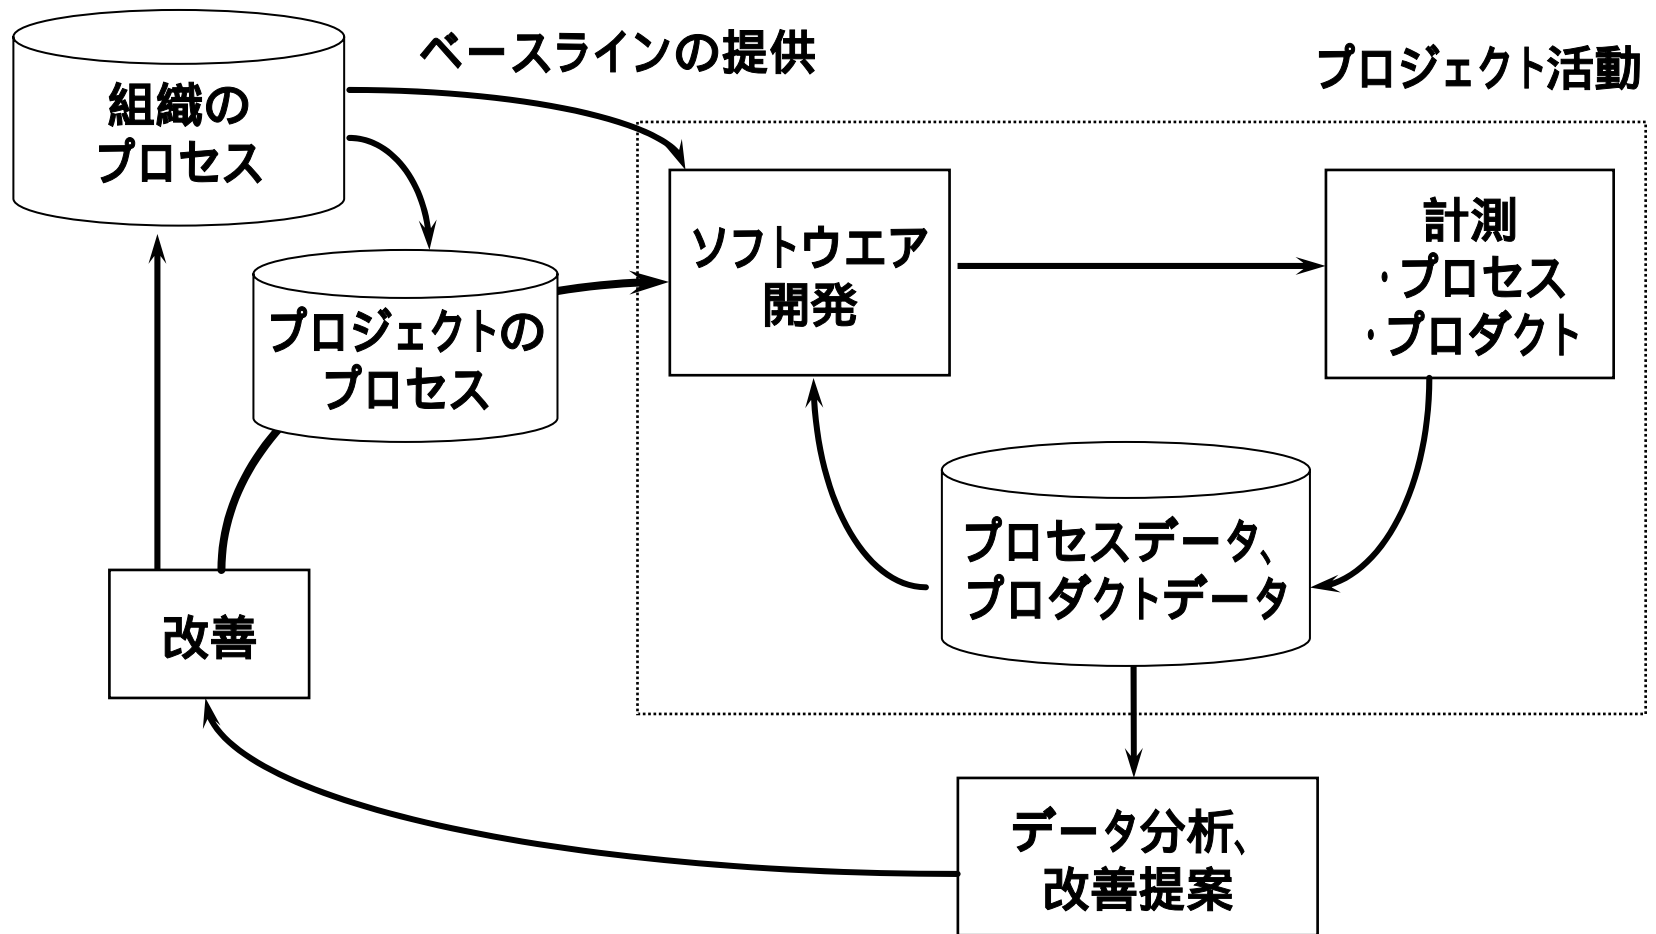 ベースラインの提供
プロジェクト活動
組織の
プロセス
ソフトウエア
開発
計測
・プロセス
・プロダクト
プロジェクトの
プロセス
プロセスデータ、
プロダクトデータ
改善
データ分析、
改善提案